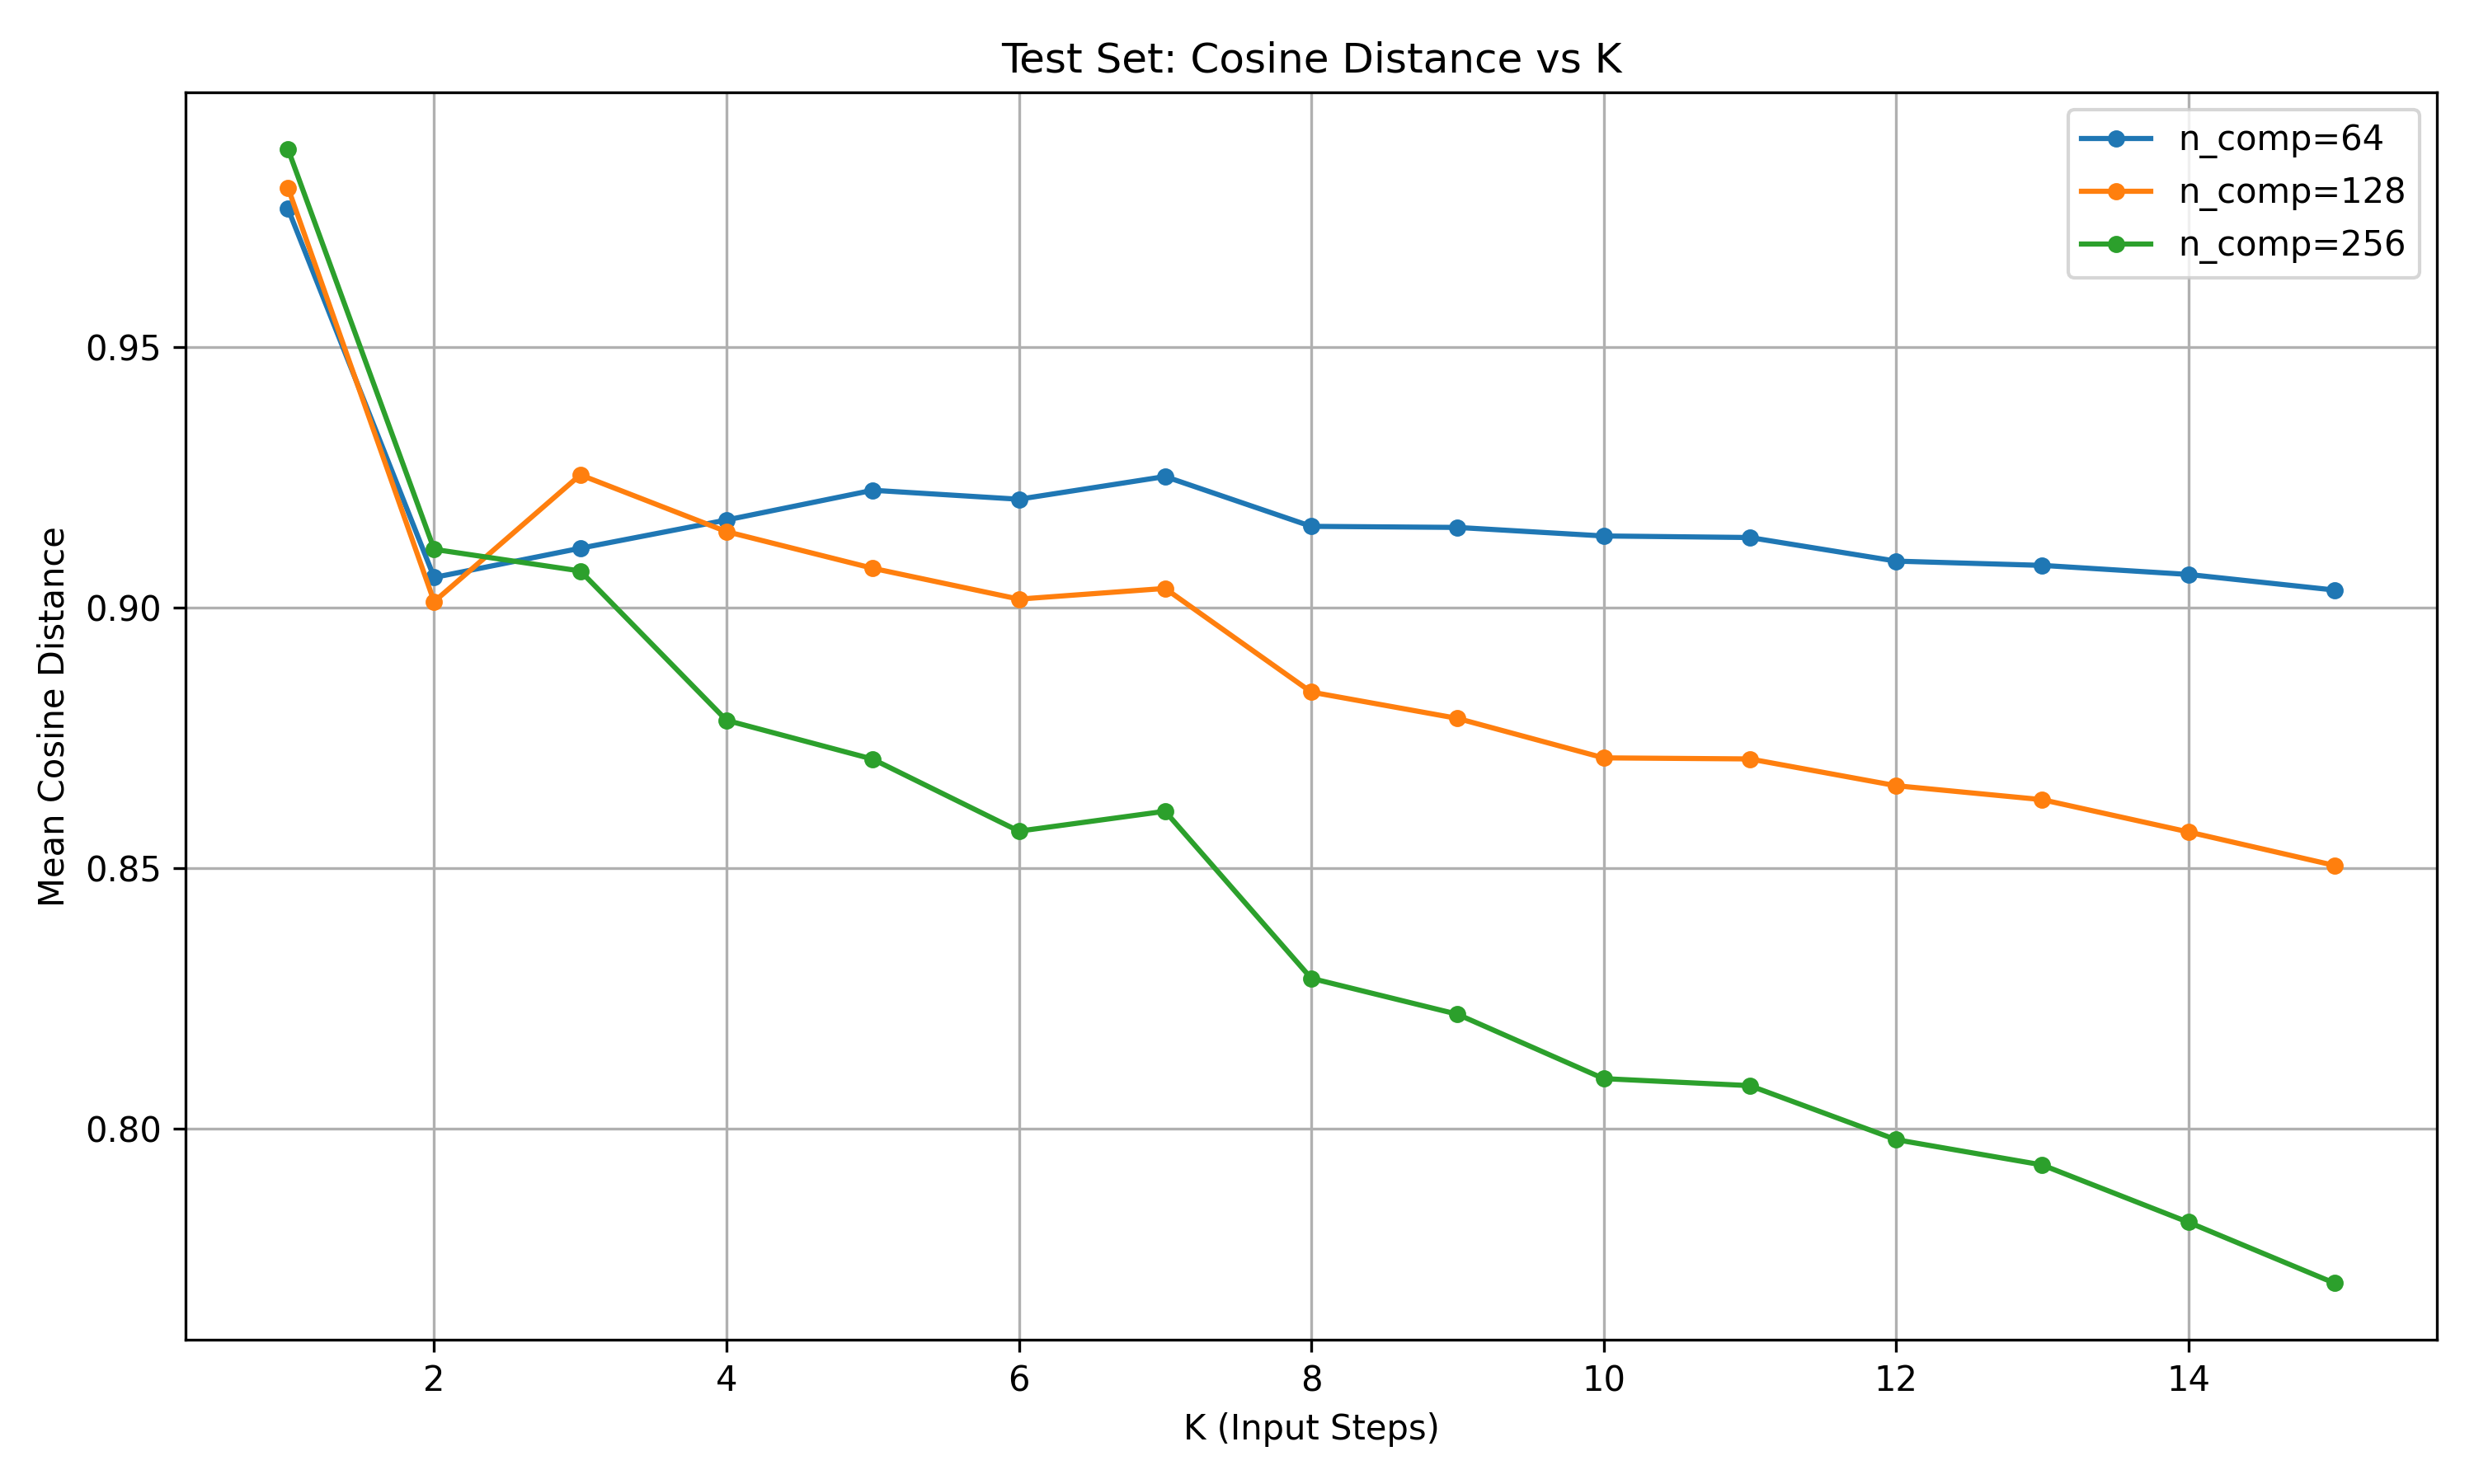 Test Set: Cosine Distance vs K
n_comp=64
n_comp=128
n_comp=256
Mean Cosine Distance
0.95
0.90
0.85
0.80
2 4 6 8 10 12 14
K (Input Steps)